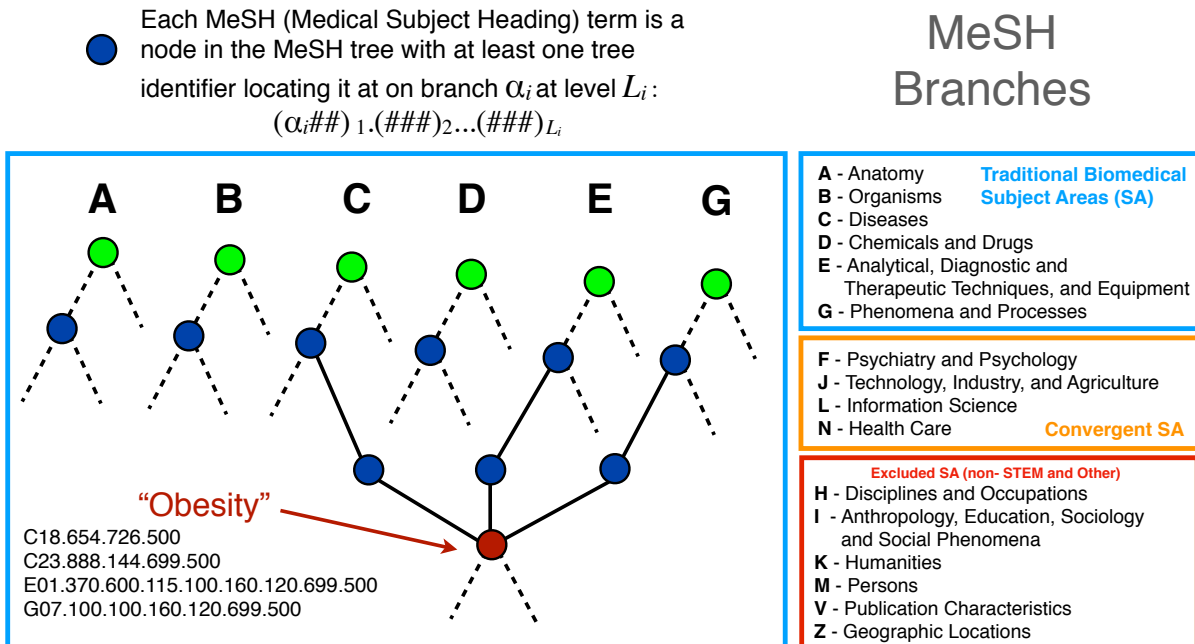 Each MeSH (Medical Subject Heading) term is a
node in the MeSH tree with at least one tree
identifier locating it at on branch αi at level Li :
(αi##) 1.(###)2...(###)Li
MeSH
Branches
A B C D E G
“Obesity”
C18.654.726.500
C23.888.144.699.500
E01.370.600.115.100.160.120.699.500
G07.100.100.160.120.699.500
Traditional Biomedical
Subject Areas (SA)
A - Anatomy
B - Organisms
C - Diseases
D - Chemicals and Drugs
E - Analytical, Diagnostic and
Therapeutic Techniques, and Equipment
G - Phenomena and Processes
F - Psychiatry and Psychology
J - Technology, Industry, and Agriculture
L - Information Science
N - Health Care
Convergent SA
Excluded SA (non- STEM and Other)
H - Disciplines and Occupations
I - Anthropology, Education, Sociology
and Social Phenomena
K - Humanities
M - Persons
V - Publication Characteristics
Z - Geographic Locations